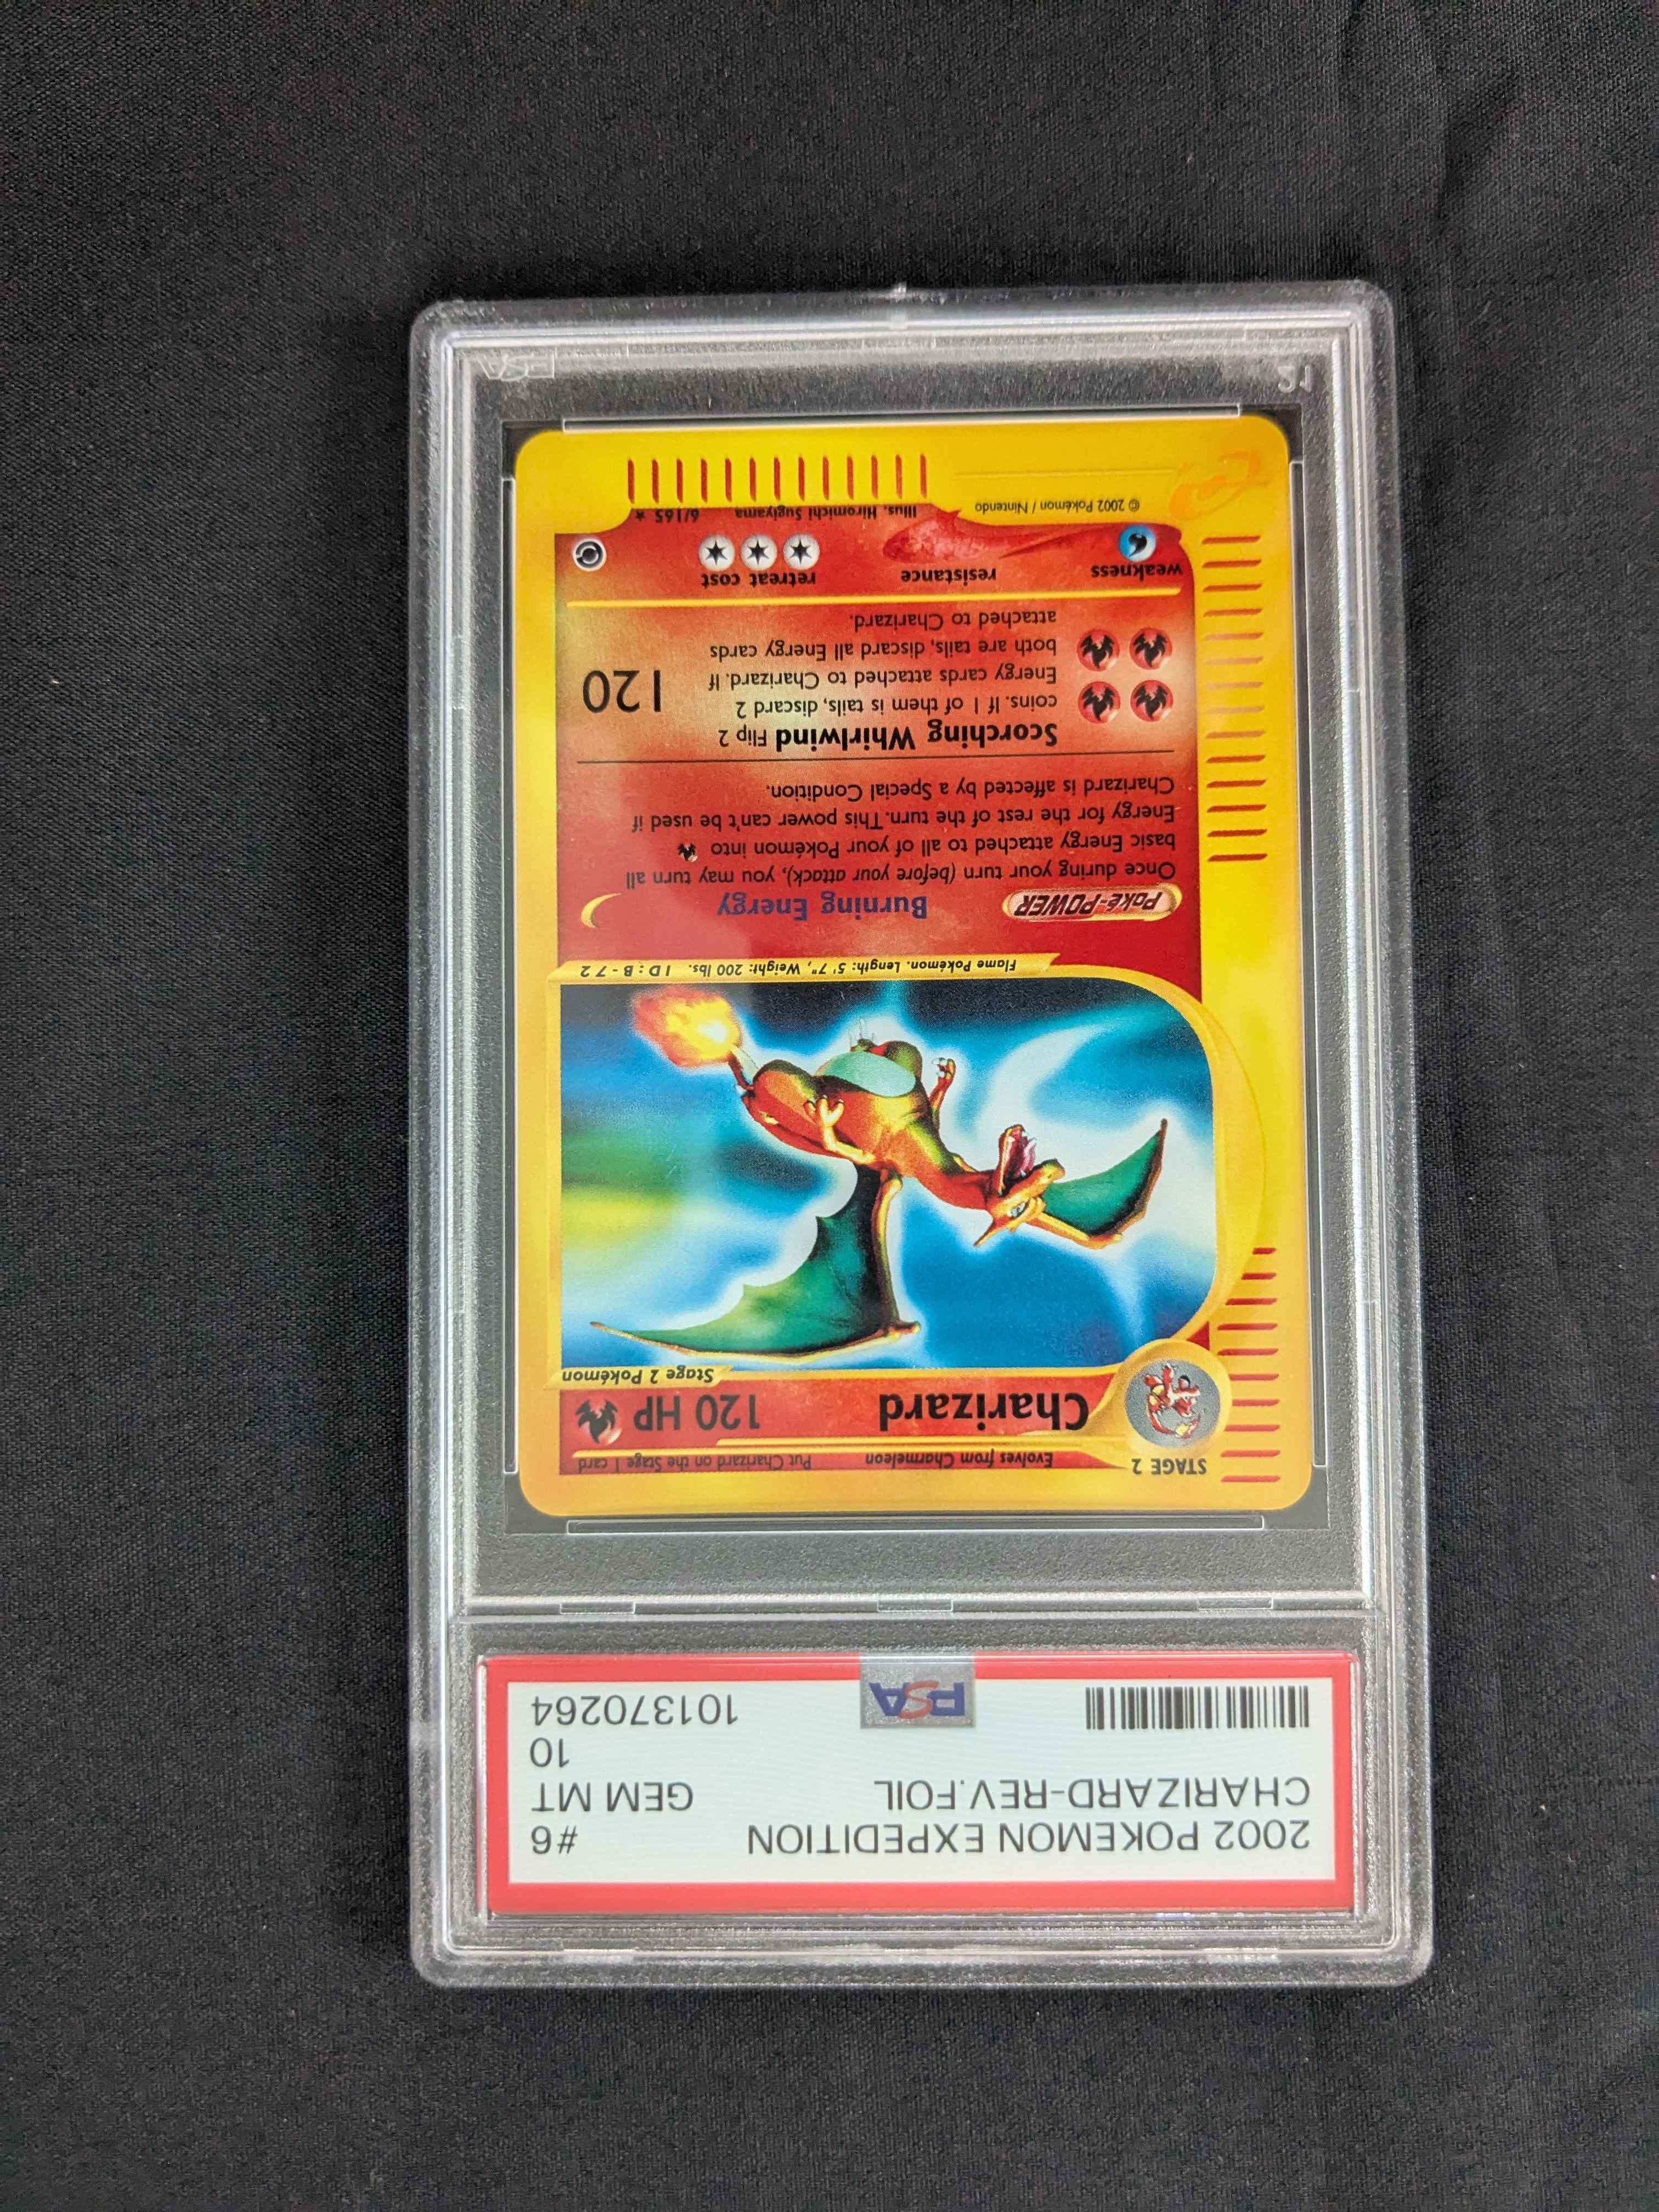 2002 POKEMON EXPEDITION #6
CHARIZARD-REV.FOIL GEM MT
10
PSA 101370264
STAGE 2 Evolves from Charmeleon Put Charizard on the Stage 1 card
Charizard 120 HP
Stage 2 Pokémon
Flame Pokémon. Length: 5' 7", Weight: 200 lbs. ID:B-72
Poké-POWER Burning Energy
Once during your turn (before your attack), you may turn all
basic Energy attached to all of your Pokémon into
Energy for the rest of the turn. This power can't be used if
Charizard is affected by a Special Condition.
Scorching Whirlwind Flip 2
coins. If 1 of them is tails, discard 2
Energy cards attached to Charizard. If
both are tails, discard all Energy cards
attached to Charizard.
120
weakness resistance retreat cost
Illus. Hiromichi Sugiyama 6/165 ★
© 2002 Pokémon / Nintendo
PSA